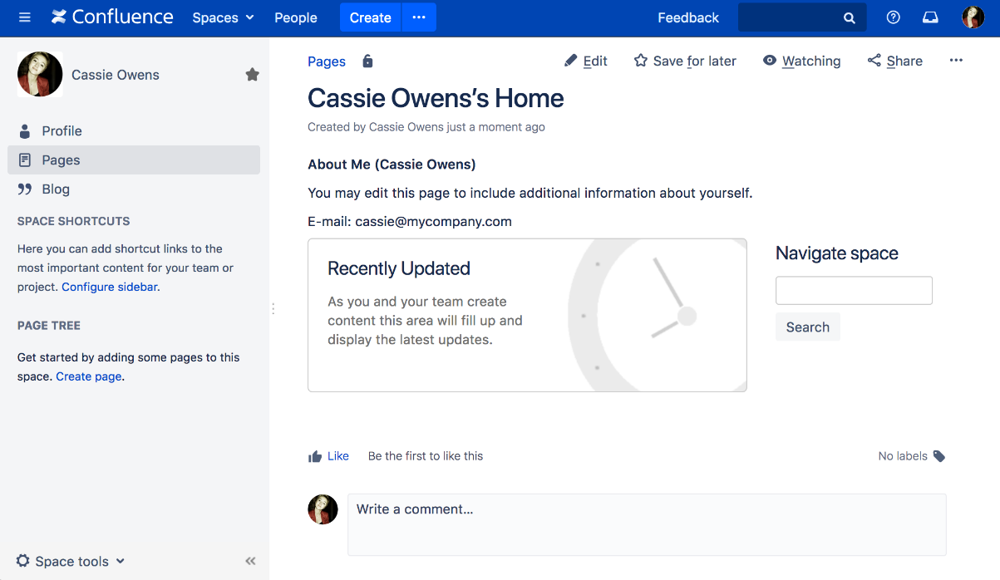 Confluence Spaces People Create ... Feedback
Cassie Owens
Profile
Pages
Blog
SPACE SHORTCUTS
Here you can add shortcut links to the
most important content for your team or
project. Configure sidebar.
PAGE TREE
Get started by adding some pages to this
space. Create page.
Space tools
Pages Edit Save for later Watching Share ...
Cassie Owens’s Home
Created by Cassie Owens just a moment ago
About Me (Cassie Owens)
You may edit this page to include additional information about yourself.
E-mail: cassie@mycompany.com
Recently Updated
As you and your team create
content this area will fill up and
display the latest updates.
Navigate space
Search
Like Be the first to like this No labels
Write a comment...